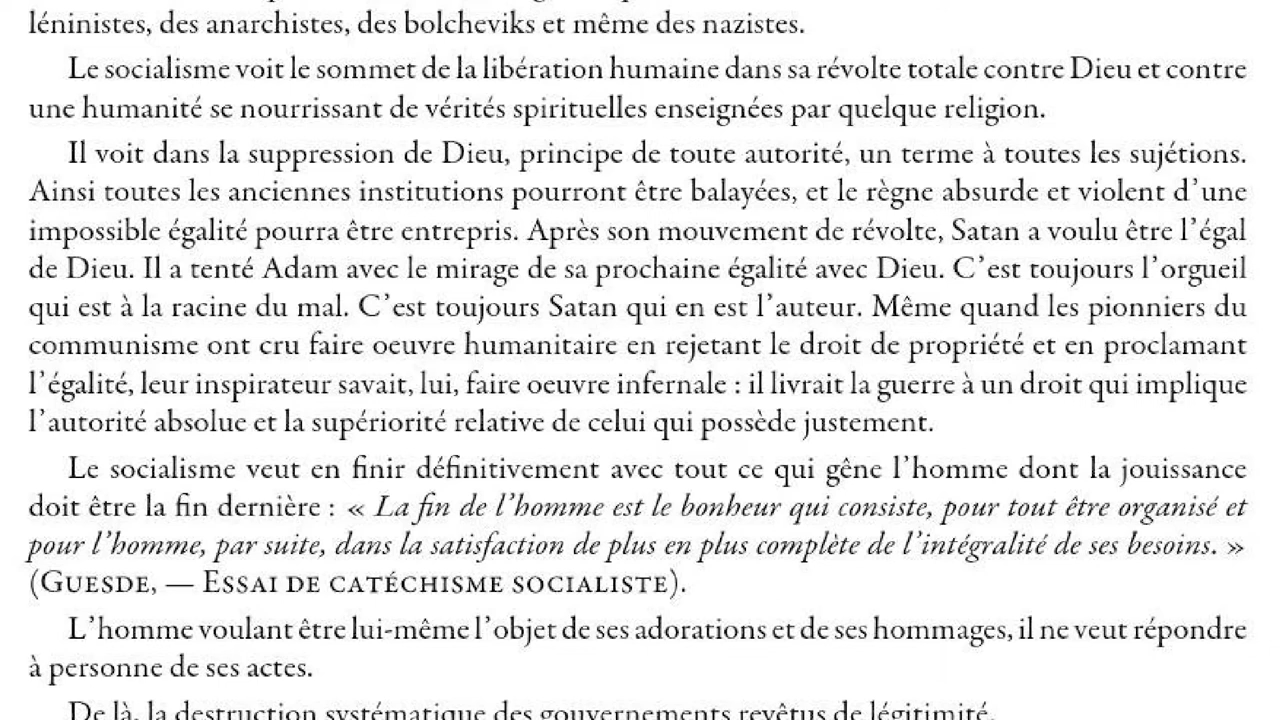 léninistes, des anarchistes, des bolcheviks et même des nazistes.
Le socialisme voit le sommet de la libération humaine dans sa révolte totale contre Dieu et contre
une humanité se nourrissant de vérités spirituelles enseignées par quelque religion.
Il voit dans la suppression de Dieu, principe de toute autorité, un terme à toutes les sujétions.
Ainsi toutes les anciennes institutions pourront être balayées, et le règne absurde et violent d'une
impossible égalité pourra être entrepris. Après son mouvement de révolte, Satan a voulu être l'égal
de Dieu. Il a tenté Adam avec le mirage de sa prochaine égalité avec Dieu. C'est toujours l'orgueil
qui est à la racine du mal. C'est toujours Satan qui en est l'auteur. Même quand les pionniers du
communisme ont cru faire oeuvre humanitaire en rejetant le droit de propriété et en proclamant
l'égalité, leur inspirateur savait, lui, faire oeuvre infernale : il livrait la guerre à un droit qui implique
l'autorité absolue et la supériorité relative de celui qui possède justement.
Le socialisme veut en finir définitivement avec tout ce qui gêne l'homme dont la jouissance
doit être la fin dernière : « La fin de l'homme est le bonheur qui consiste, pour tout être organisé et
pour l'homme, par suite, dans la satisfaction de plus en plus complète de l'intégralité de ses besoins. »
(Guesde, — Essai de catéchisme socialiste).
L'homme voulant être lui-même l'objet de ses adorations et de ses hommages, il ne veut répondre
à personne de ses actes.
De là, la destruction systématique des gouvernements revêtus de légitimité.